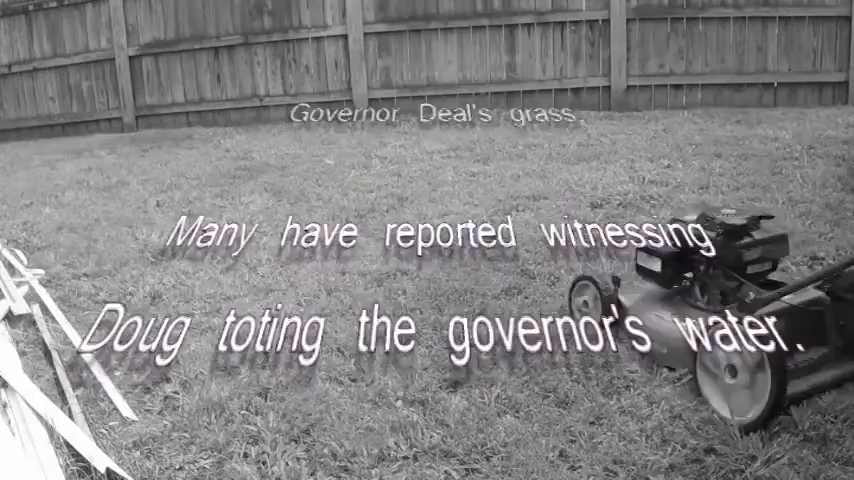 Governor Deal's grass.
Many have reported witnessing
Doug toting the governor's water.